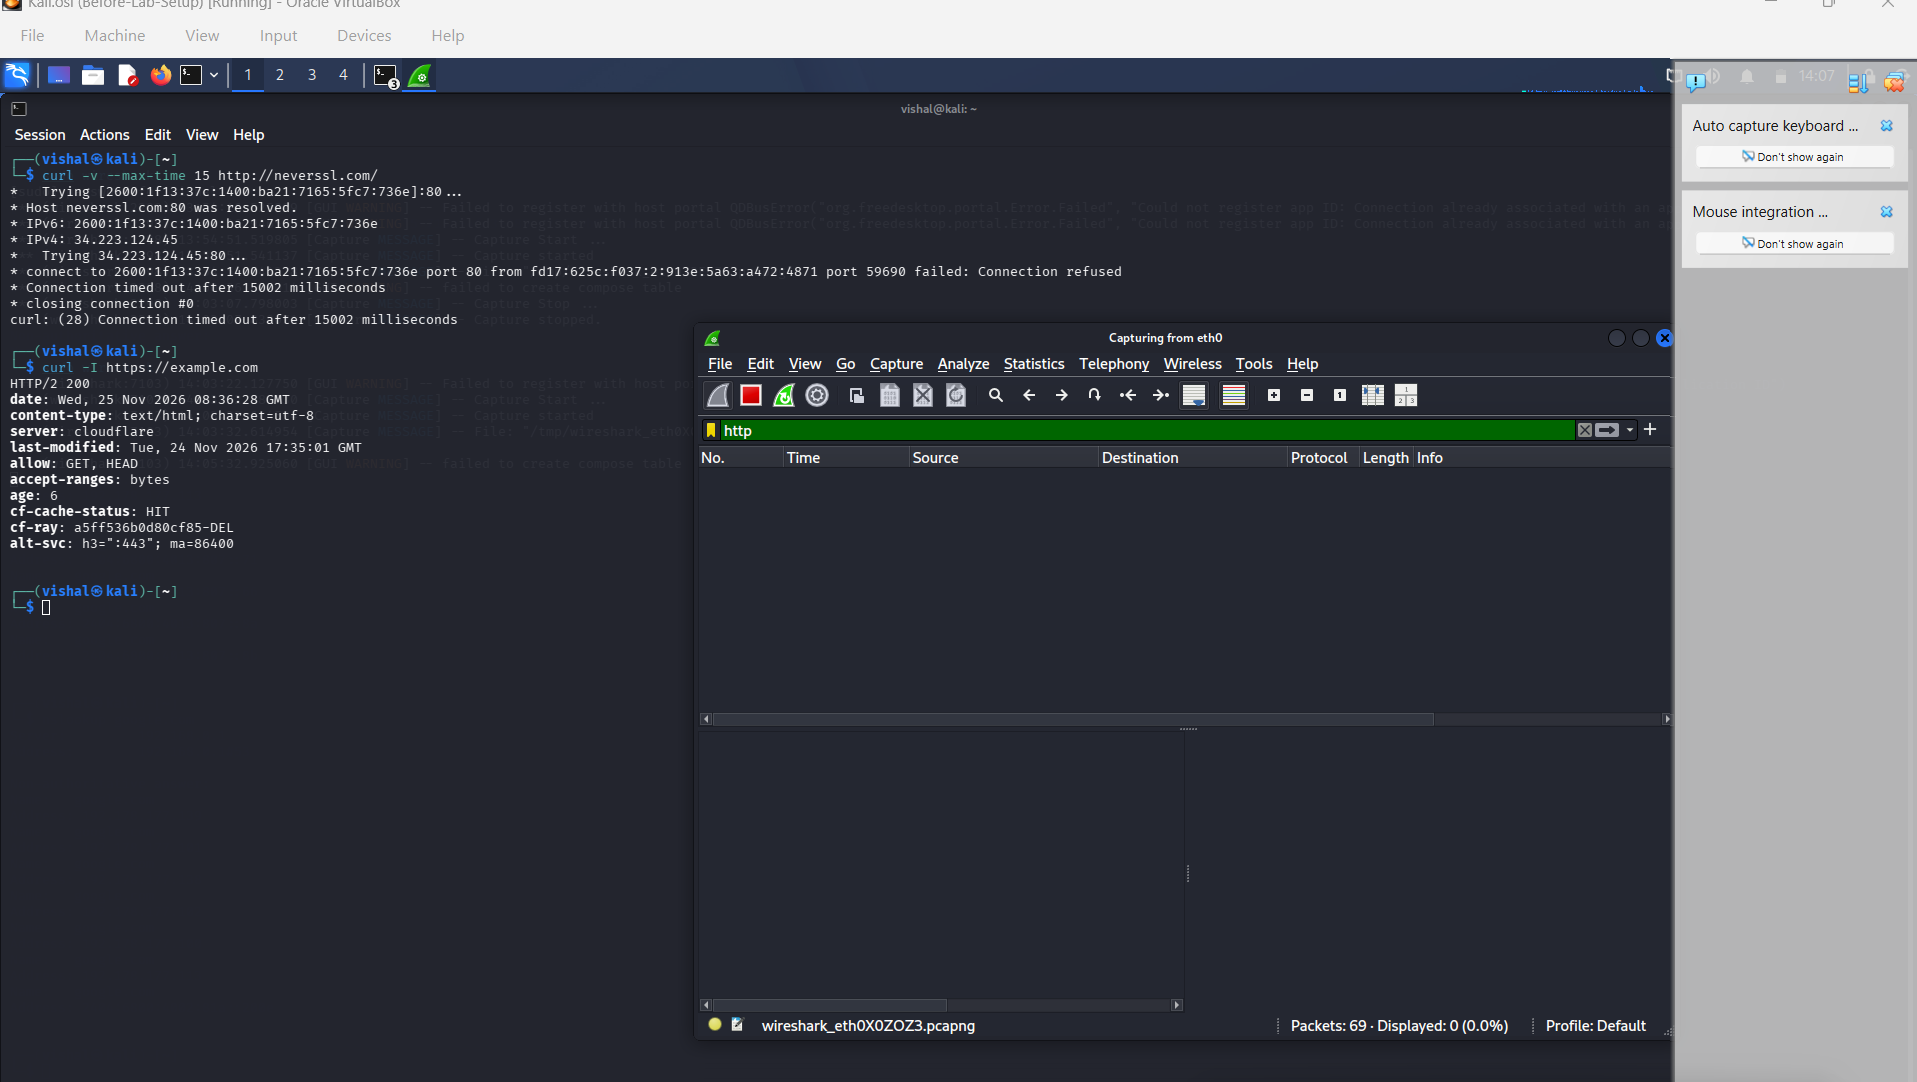 Kali.osl (Before-Lab-Setup) [Running] - Oracle VirtualBox
File Machine View Input Devices Help
1 2 3 4 3 14:07
vishal@kali: ~
Session Actions Edit View Help
┌──(vishal㉿kali)-[~]
└─$ curl -v --max-time 15 http://neverssl.com/
* Trying [2600:1f13:37c:1400:ba21:7165:5fc7:736e]:80...
* Host neverssl.com:80 was resolved.
* IPv6: 2600:1f13:37c:1400:ba21:7165:5fc7:736e
* IPv4: 34.223.124.45
* Trying 34.223.124.45:80...
* connect to 2600:1f13:37c:1400:ba21:7165:5fc7:736e port 80 from fd17:625c:f037:2:913e:5a63:a472:4871 port 59690 failed: Connection refused
* Connection timed out after 15002 milliseconds
* closing connection #0
curl: (28) Connection timed out after 15002 milliseconds
┌──(vishal㉿kali)-[~]
└─$ curl -I https://example.com
HTTP/2 200
date: Wed, 25 Nov 2026 08:36:28 GMT
content-type: text/html; charset=utf-8
server: cloudflare
last-modified: Tue, 24 Nov 2026 17:35:01 GMT
allow: GET, HEAD
accept-ranges: bytes
age: 6
cf-cache-status: HIT
cf-ray: a5ff536b0d80cf85-DEL
alt-svc: h3=":443"; ma=86400
┌──(vishal㉿kali)-[~]
└─$
Capturing from eth0
File Edit View Go Capture Analyze Statistics Telephony Wireless Tools Help
http
No. Time Source Destination Protocol Length Info
wireshark_eth0X0ZOZ3.pcapng Packets: 69 · Displayed: 0 (0.0%) Profile: Default
Auto capture keyboard ...
Don't show again
Mouse integration ...
Don't show again